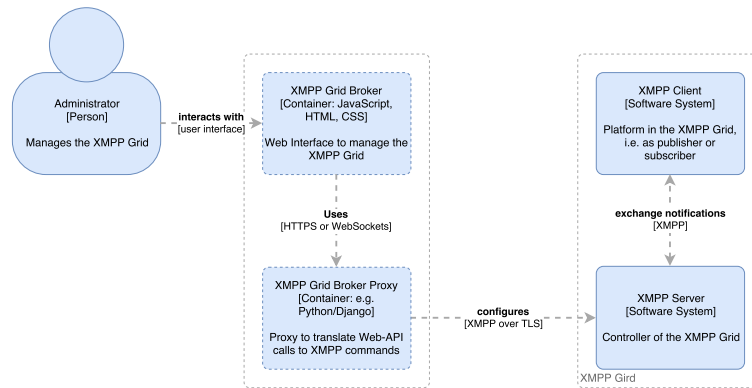 Administrator
[Person]
Manages the XMPP Grid
interacts with
[user interface]
XMPP Grid Broker
[Container: JavaScript,
HTML, CSS]
Web Interface to manage the
XMPP Grid
Uses
[HTTPS or WebSockets]
XMPP Grid Broker Proxy
[Container: e.g.
Python/Django]
Proxy to translate Web-API
calls to XMPP commands
configures
[XMPP over TLS]
XMPP Client
[Software System]
Platform in the XMPP Grid,
i.e. as publisher or
subscriber
exchange notifications
[XMPP]
XMPP Server
[Software System]
Controller of the XMPP Grid
XMPP Gird